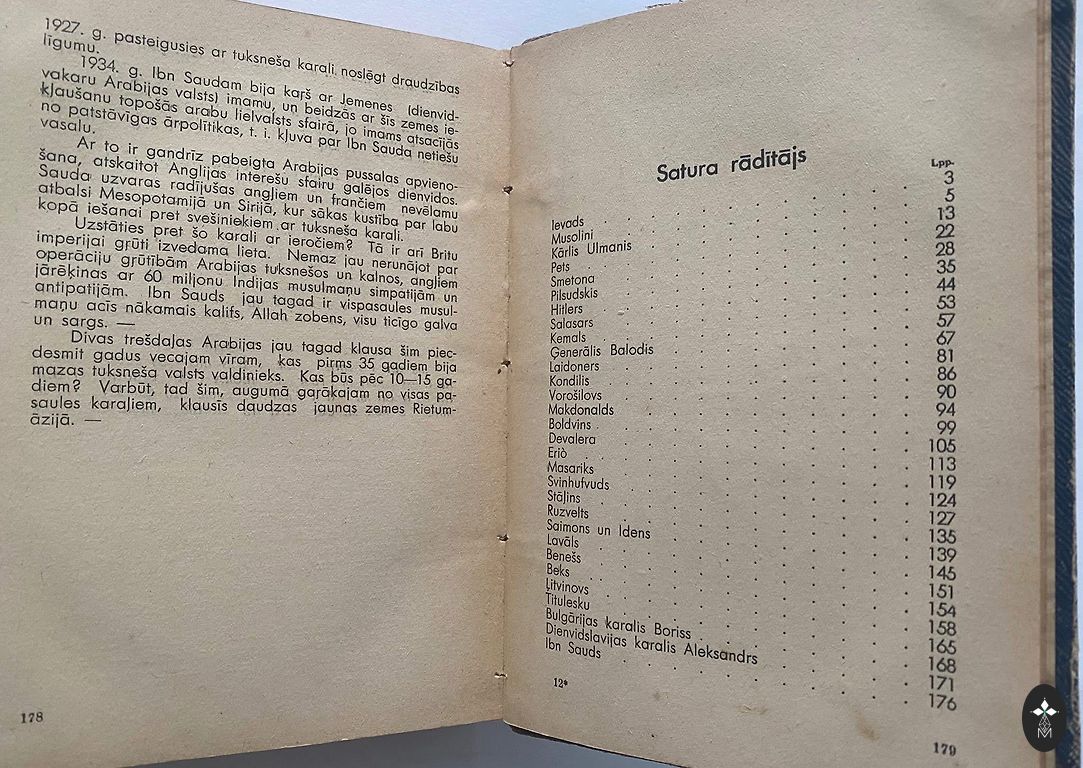 1927. g. pasteigusies ar tuksneša karali noslēgt draudzības
līgumu.
1934. g. Ibn Saudam bija kaŗš ar Jemenes (dienvid-
vakaru Arabijas valsts) imamu, un beidzās ar šīs zemes ie-
kļaušanu topošās arabu lielvalsts sfairā, jo imams atsacījās
no patstāvīgas ārpolītikas, t. i. kļuva par Ibn Sauda netiešu
vasaļu.
Ar to ir gandrīz pabeigta Arabijas pussalas apvieno-
šana, atskaitot Anglijas interešu sfairu galējos dienvidos.
Sauda uzvaras radījušas angļiem un frančiem nevēlamu
atbalsi Mesopotamijā un Sirijā, kur sākas kustība par labu
kopā iešanai pret svešiniekiem ar tuksneša karali.
Uzstāties pret šo karali ar ieročiem? Tā ir arī Britu
imperijai grūti izvedama lieta. Nemaz jau nerunājot par
operāciju grūtībām Arabijas tuksnešos un kalnos, angļiem
jārēķinas ar 60 miljonu Indijas musulmaņu simpatijām un
antipatijām. Ibn Sauds jau tagad ir vispasaules musul-
maņu acīs nākamais kalifs, Allah zobens, visu ticīgo galva
un sargs. —
Divas trešdaļas Arabijas jau tagad klausa šim piec-
desmit gadus vecajam vīram, kas pirms 35 gadiem bija
mazas tuksneša valsts valdinieks. Kas būs pēc 10—15 ga-
diem? Varbūt, tad šim, augumā gaŗākajam no visas pa-
saules karaļiem, klausīs daudzas jaunas zemes Rietum-
āzijā. —
178
Satura rādītājs
Lpp.
Ievads . . . . . . . . . . 3
Musolini . . . . . . . . . . 5
Kārlis Ulmanis . . . . . . . . . . 13
Pets . . . . . . . . . . 22
Smetona . . . . . . . . . . 28
Pilsudskis . . . . . . . . . . 35
Hitlers . . . . . . . . . . 44
Salasars . . . . . . . . . . 53
Kemals . . . . . . . . . . 57
Ģenerālis Balodis . . . . . . . . . . 67
Laidoners . . . . . . . . . . 81
Kondilis . . . . . . . . . . 86
Vorošilovs . . . . . . . . . . 90
Makdonalds . . . . . . . . . . 94
Boldvins . . . . . . . . . . 99
Devalera . . . . . . . . . . 105
Eriò . . . . . . . . . . 113
Masariks . . . . . . . . . . 119
Svinhufvuds . . . . . . . . . . 124
Stāļins . . . . . . . . . . 127
Ruzvelts . . . . . . . . . . 135
Saimons un Idens . . . . . . . . . . 139
Lavāls . . . . . . . . . . 145
Benešs . . . . . . . . . . 151
Beks . . . . . . . . . . 154
Ļitvinovs . . . . . . . . . . 158
Titulesku . . . . . . . . . . 165
Bulgārijas karalis Boriss . . . . . . . 168
Dienvidslavijas karalis Aleksandrs . . . . . 171
Ibn Sauds . . . . . . . . . . 176
12*
179
M